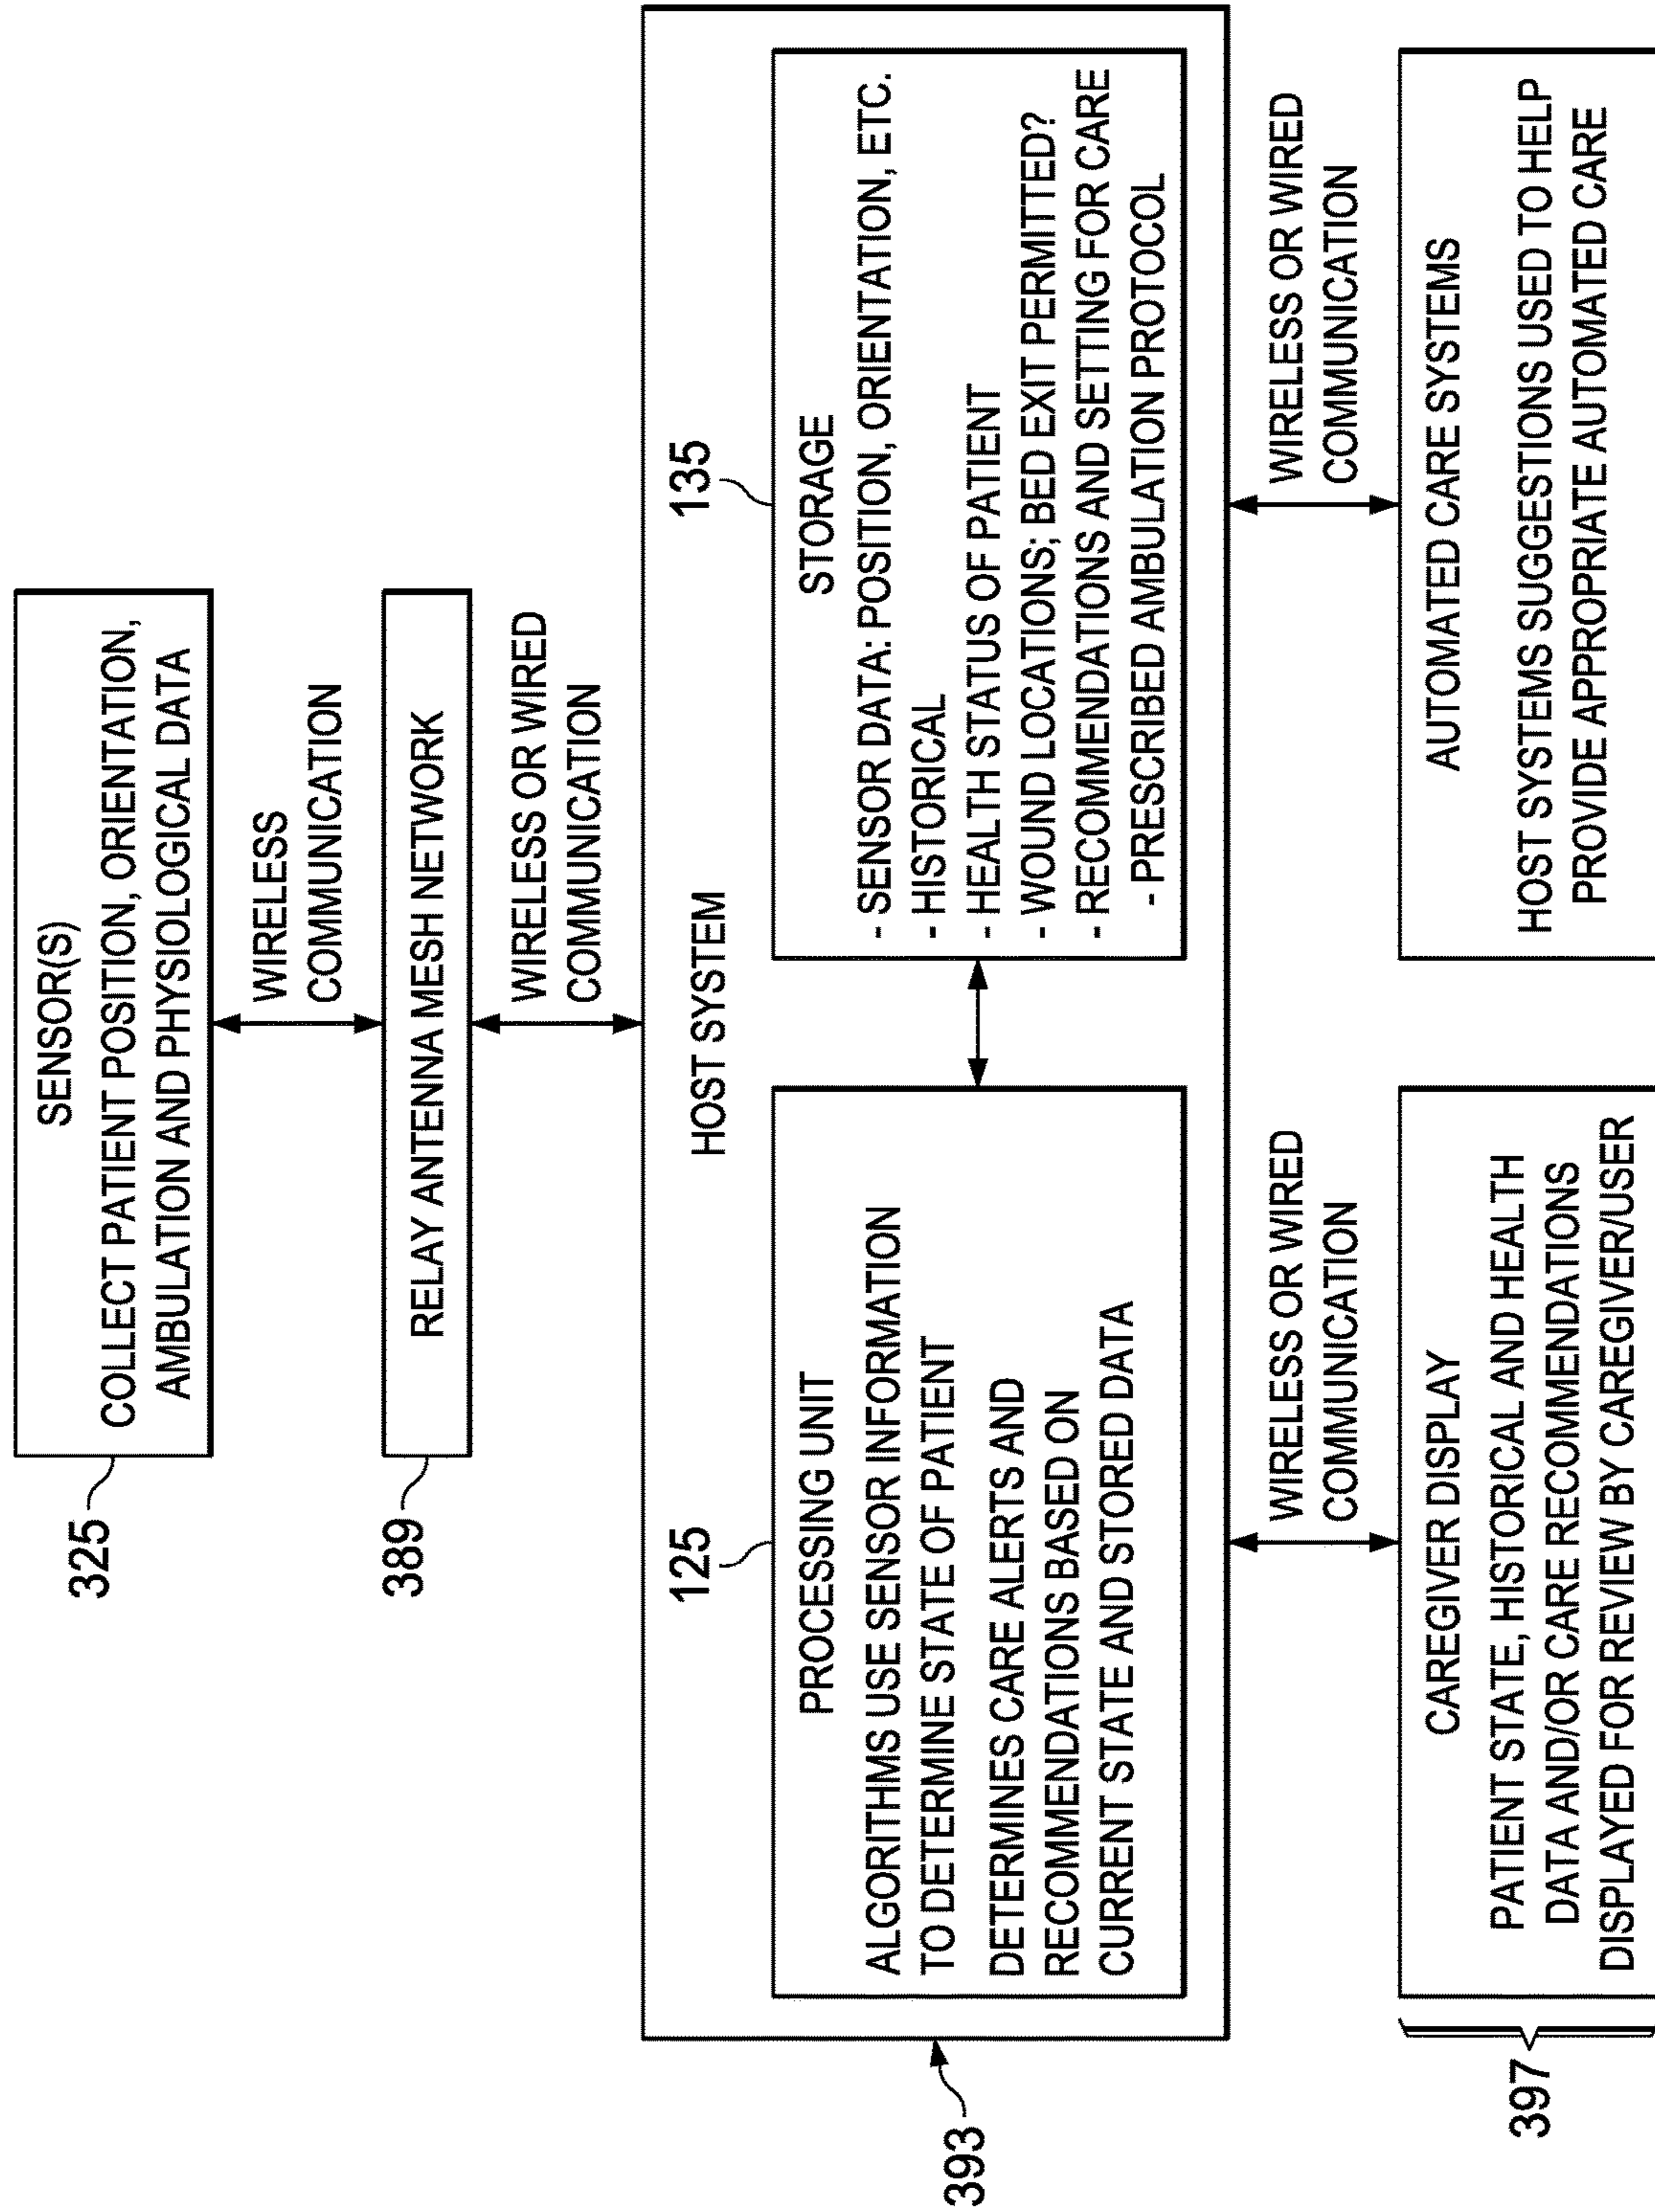 SENSOR(S)
COLLECT PATIENT POSITION, ORIENTATION,
AMBULATION AND PHYSIOLOGICAL DATA
325
WIRELESS
COMMUNICATION
RELAY ANTENNA MESH NETWORK
389
WIRELESS OR WIRED
COMMUNICATION
HOST SYSTEM
125
PROCESSING UNIT
ALGORITHMS USE SENSOR INFORMATION
TO DETERMINE STATE OF PATIENT
DETERMINES CARE ALERTS AND
RECOMMENDATIONS BASED ON
CURRENT STATE AND STORED DATA
135
STORAGE
- SENSOR DATA: POSITION, ORIENTATION, ETC.
- HISTORICAL
- HEALTH STATUS OF PATIENT
- WOUND LOCATIONS; BED EXIT PERMITTED?
- RECOMMENDATIONS AND SETTING FOR CARE
- PRESCRIBED AMBULATION PROTOCOL
393
WIRELESS OR WIRED
COMMUNICATION
WIRELESS OR WIRED
COMMUNICATION
397
CAREGIVER DISPLAY
PATIENT STATE, HISTORICAL AND HEALTH
DATA AND/OR CARE RECOMMENDATIONS
DISPLAYED FOR REVIEW BY CAREGIVER/USER
AUTOMATED CARE SYSTEMS
HOST SYSTEMS SUGGESTIONS USED TO HELP
PROVIDE APPROPRIATE AUTOMATED CARE